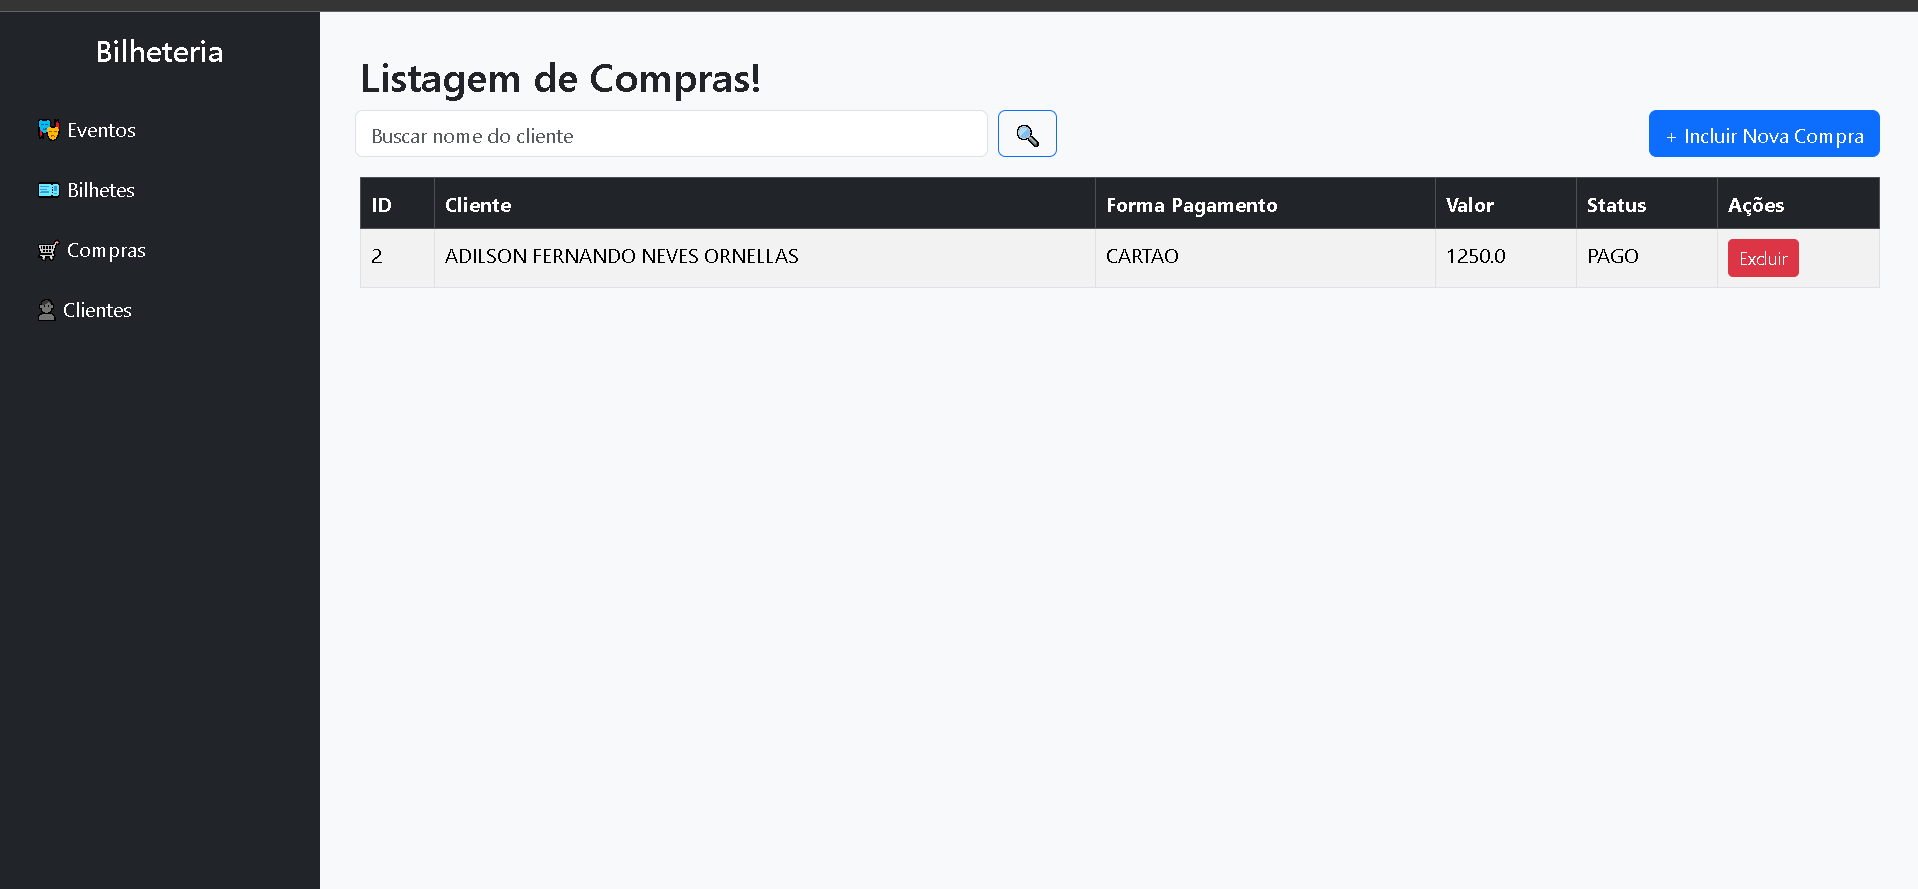 Bilheteria
Eventos
Bilhetes
Compras
Clientes
Listagem de Compras!
Buscar nome do cliente
+ Incluir Nova Compra
ID Cliente Forma Pagamento Valor Status Ações
2 ADILSON FERNANDO NEVES ORNELLAS CARTAO 1250.0 PAGO Excluir